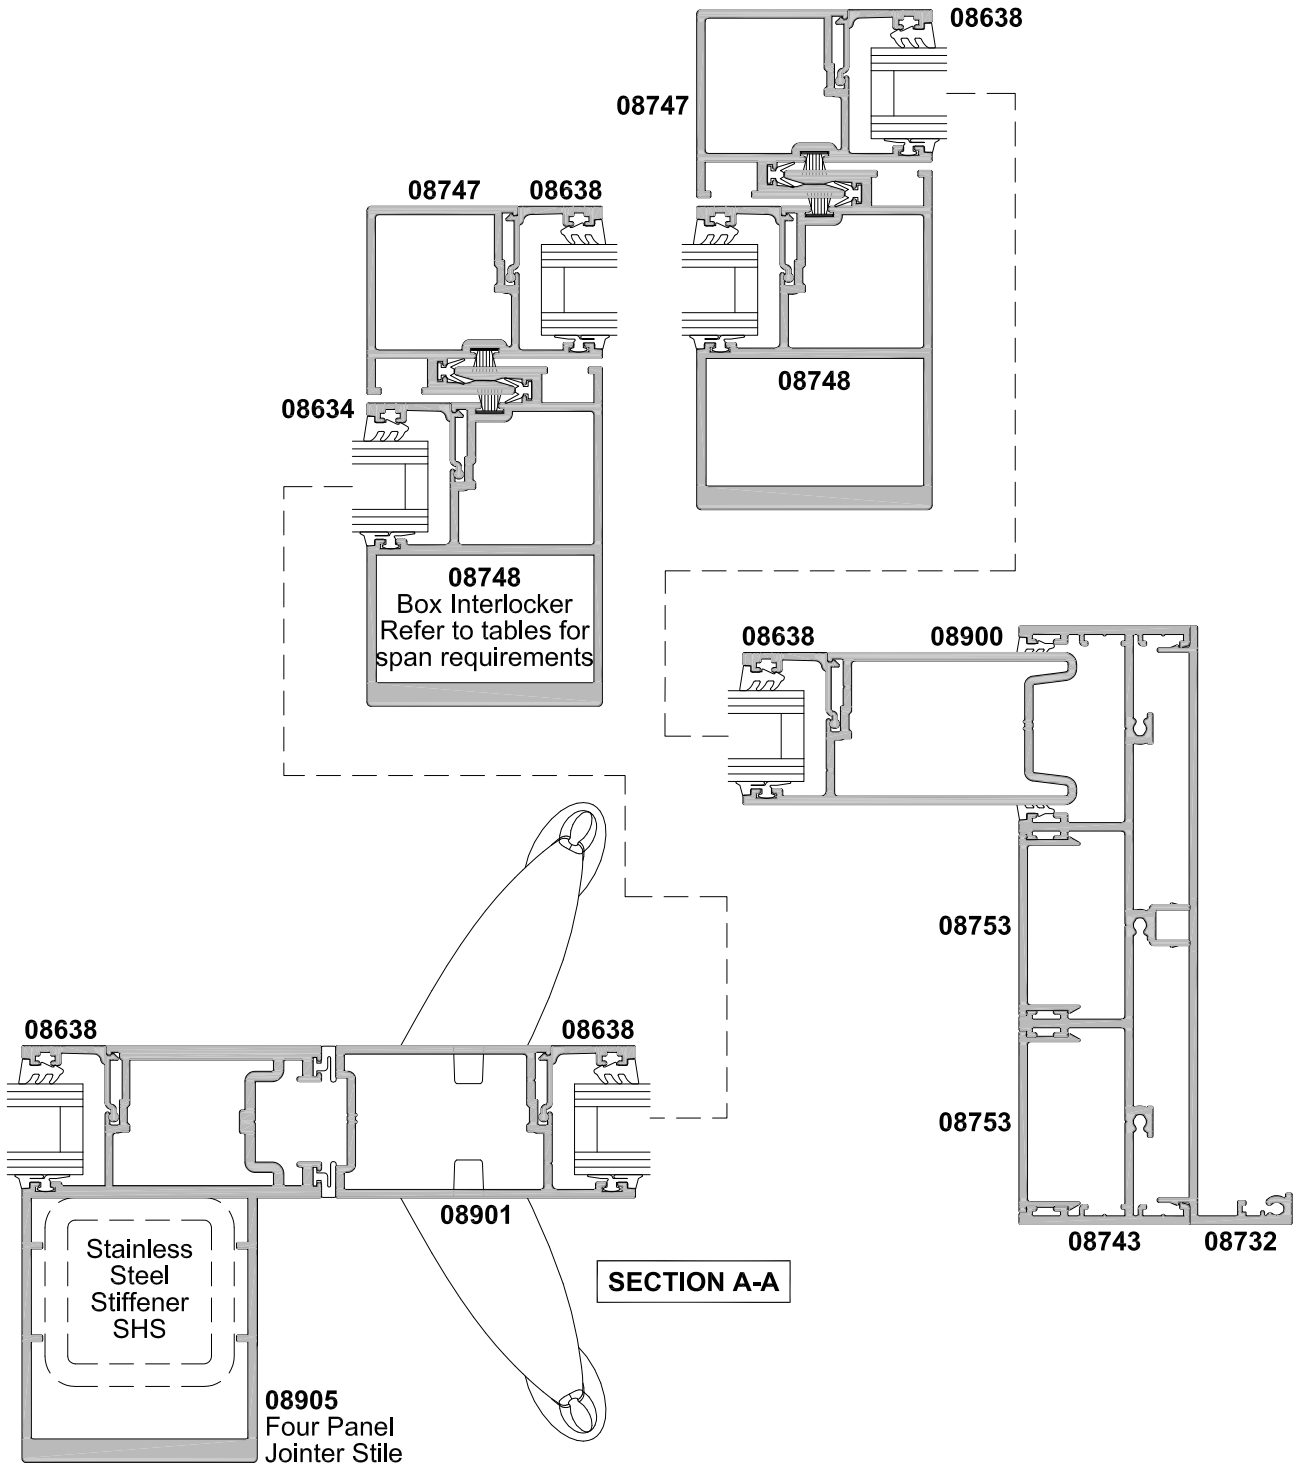 08638
08747
08747
08638
08748
08634
08748
Box Interlocker
Refer to tables for
span requirements
08638
08900
08753
08638
08638
08753
08901
Stainless
Steel
Stiffener
SHS
08743
08732
SECTION A-A
08905
Four Panel
Jointer Stile